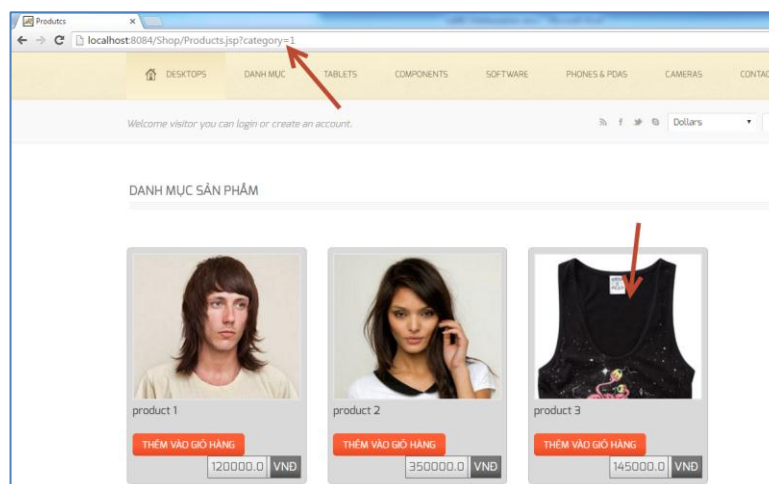 Produtcs
localhost:8084/Shop/Products.jsp?category=1
DESKTOPS DANH MỤC TABLETS COMPONENTS SOFTWARE PHONES & PDAS CAMERAS CONTAC
Welcome visitor you can login or create an account. Dollars
DANH MỤC SẢN PHẨM
product 1 product 2 product 3
THÊM VÀO GIỎ HÀNG THÊM VÀO GIỎ HÀNG THÊM VÀO GIỎ HÀNG
120000.0 VNĐ 350000.0 VNĐ 145000.0 VNĐ